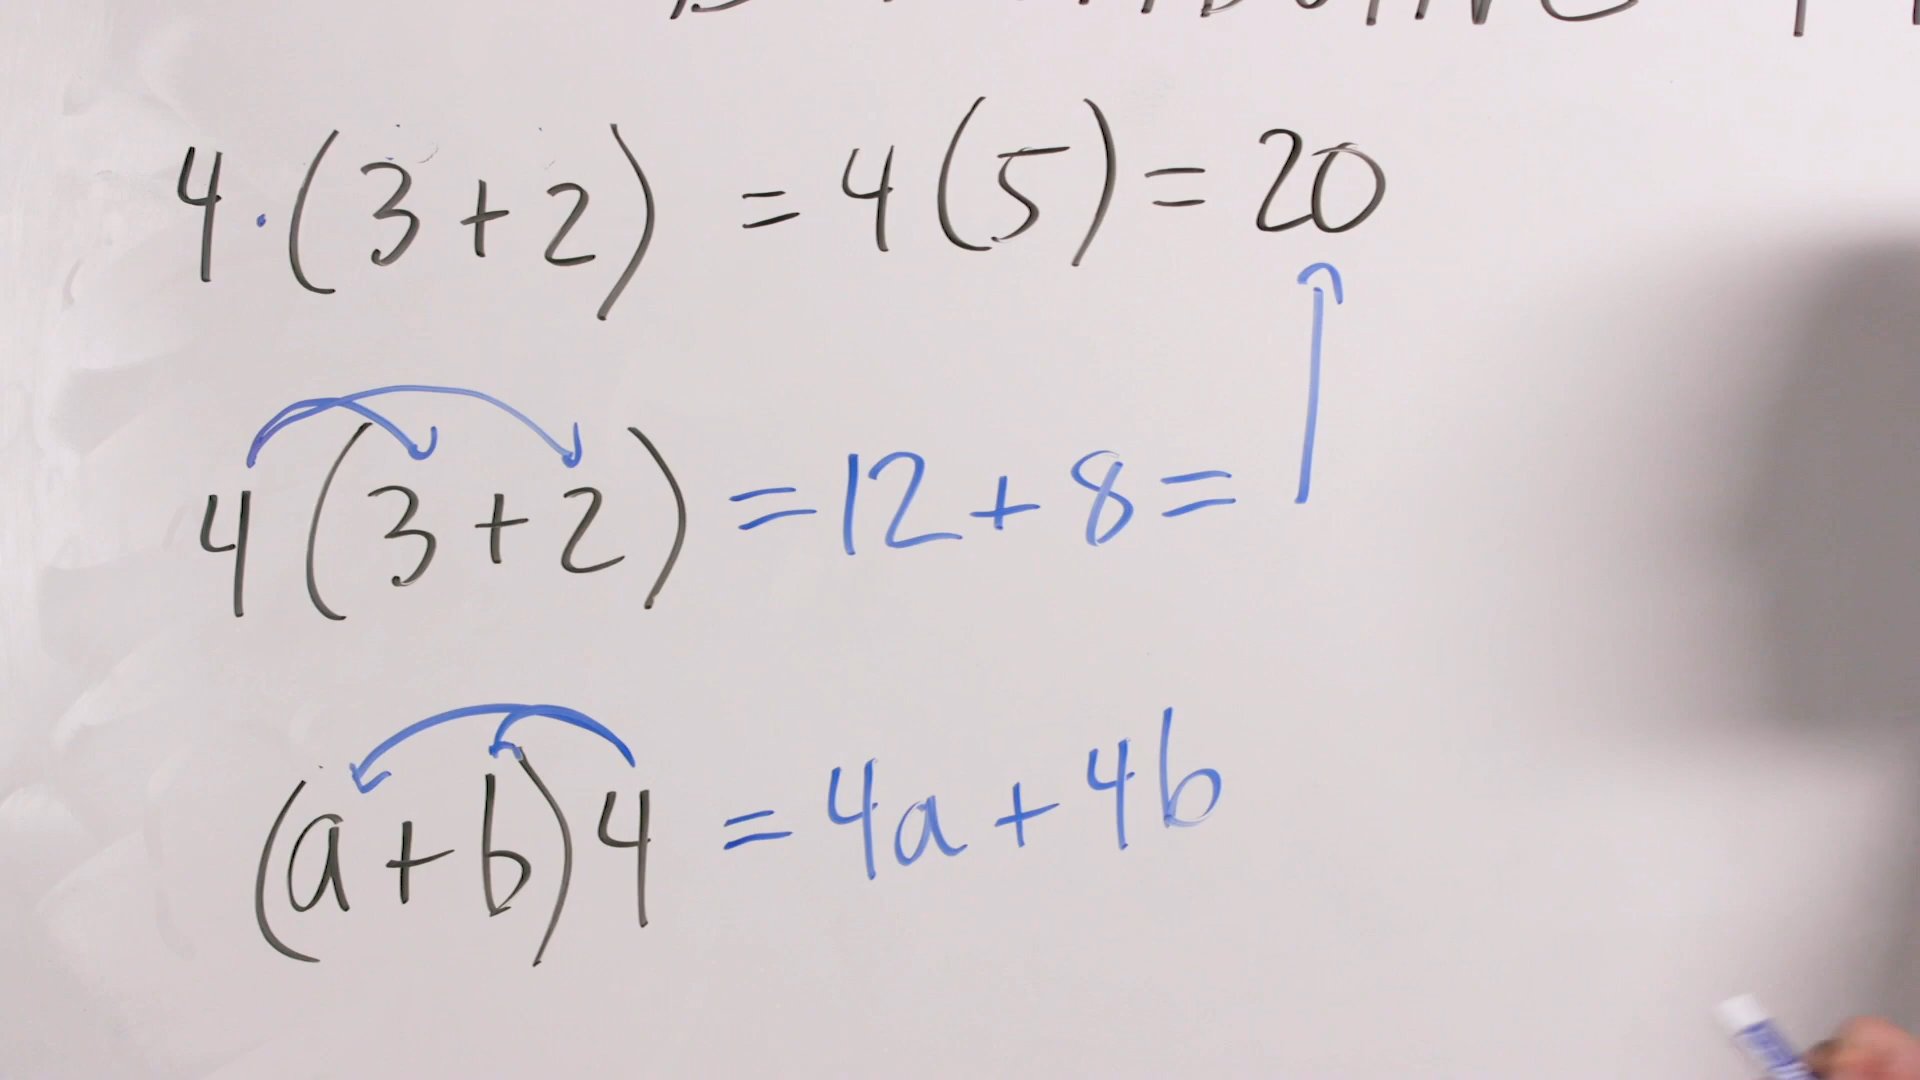 4·(3+2) = 4(5) = 20
4(3+2) = 12+8 =
(a+b)4 = 4a+4b